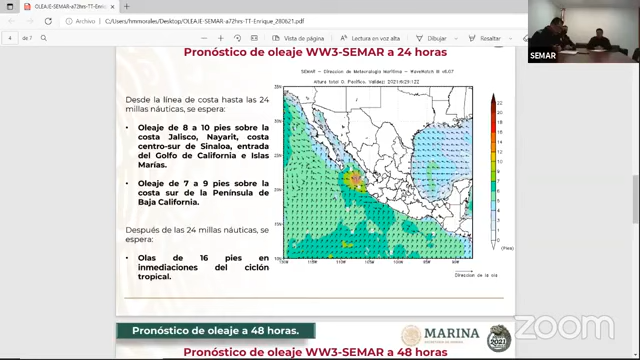 OLEAJE-SEMAR-a72hrs-TT-Enrique_280621.pdf
Archivo
C:/Users/hmmorales/Desktop/OLEAJE-SEMAR-a72hrs-TT-Enrique_280621.pdf
4 de 7
Vista de página
Lectura en voz alta
Dibujar
Resaltar
SEMAR
Pronóstico de oleaje WW3-SEMAR a 24 horas
Desde la línea de costa hasta las 24
millas náuticas, se espera:
• Oleaje de 8 a 10 pies sobre la
costa Jalisco, Nayarit, costa
centro-sur de Sinaloa, entrada
del Golfo de California e Islas
Marías.
• Oleaje de 7 a 9 pies sobre la
costa sur de la Península de
Baja California.
Después de las 24 millas náuticas, se
espera:
• Olas de 16 pies en
inmediaciones del ciclón
tropical.
(Pies)
Direccion de la ola
Pronóstico de oleaje a 48 horas.
MARINA
2021
zoom
Pronóstico de oleaje WW3-SEMAR a 48 horas